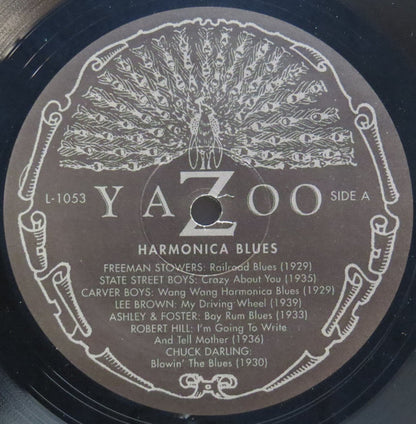 L-1053 YAZOO SIDE A
HARMONICA BLUES
FREEMAN STOWERS: Railroad Blues (1929)
STATE STREET BOYS: Crazy About You (1935)
CARVER BOYS: Wang Wang Harmonica Blues (1929)
LEE BROWN: My Driving Wheel (1939)
ASHLEY & FOSTER: Bay Rum Blues (1933)
ROBERT HILL: I'm Going To Write
And Tell Mother (1936)
CHUCK DARLING:
Blowin' The Blues (1930)